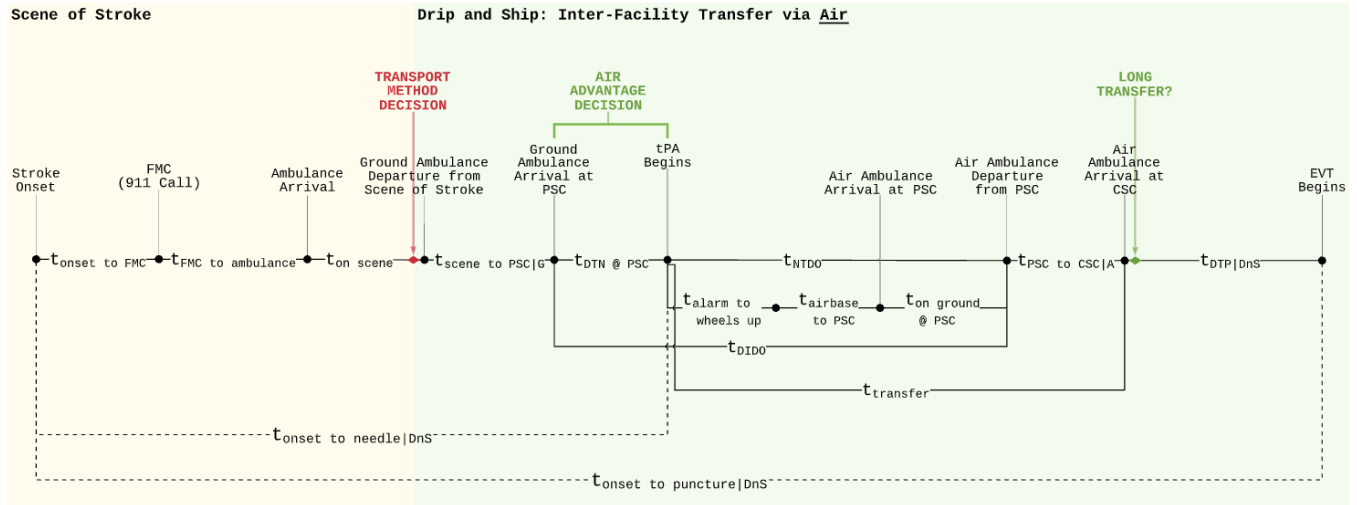 Scene of Stroke
Drip and Ship: Inter-Facility Transfer via Air
TRANSPORT
METHOD
DECISION
AIR
ADVANTAGE
DECISION
LONG
TRANSFER?
Stroke
Onset
FMC
(911 Call)
Ambulance
Arrival
Ground Ambulance
Departure from
Scene of Stroke
Ground
Ambulance
Arrival at
PSC
tPA
Begins
Air Ambulance
Arrival at PSC
Air Ambulance
Departure
from PSC
Air
Ambulance
Arrival at
CSC
EVT
Begins
tonset to FMC
tFMC to ambulance
ton scene
tscene to PSC|G
tDTN @ PSC
tNTDO
tPSC to CSC|A
tDTP|DnS
talarm to
wheels up
tairbase
to PSC
ton ground
@ PSC
tDIDO
ttransfer
tonset to needle|DnS
tonset to puncture|DnS